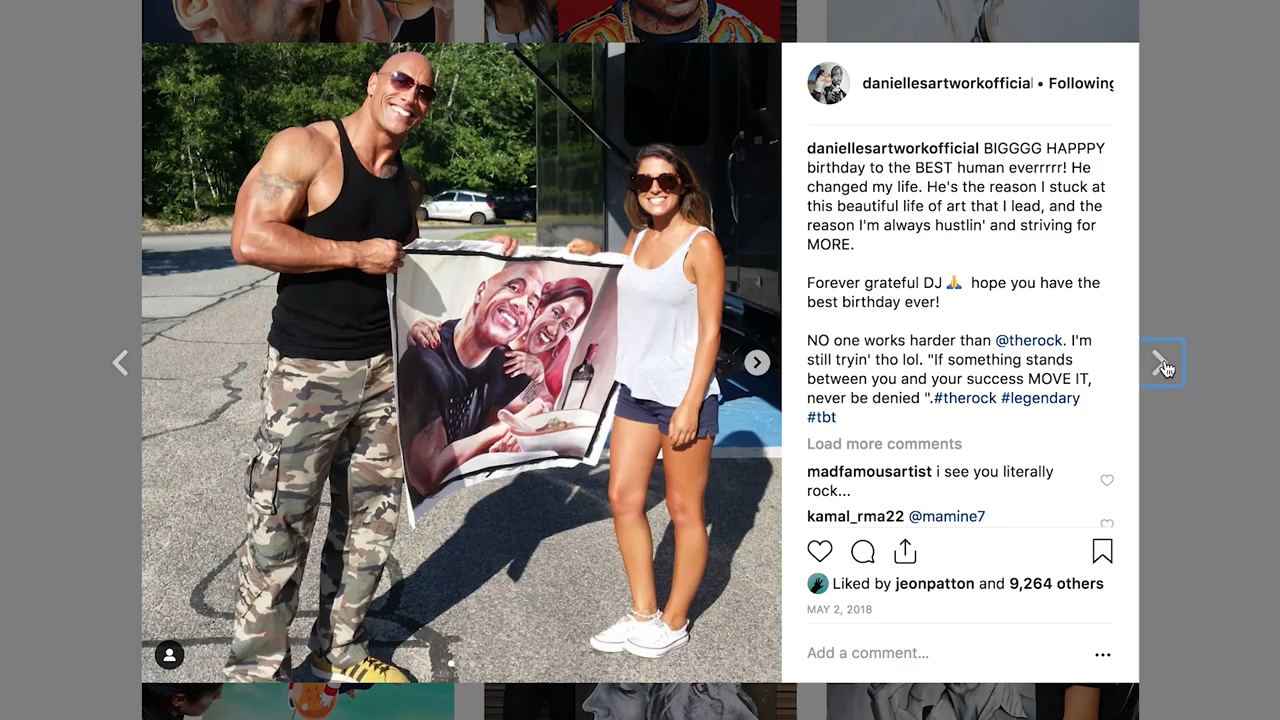 daniellesartworkofficial • Following
daniellesartworkofficial BIGGGG HAPPPY
birthday to the BEST human everrrrr! He
changed my life. He's the reason I stuck at
this beautiful life of art that I lead, and the
reason I'm always hustlin' and striving for
MORE.
Forever grateful DJ 🙏 hope you have the
best birthday ever!
NO one works harder than @therock. I'm
still tryin' tho lol. "If something stands
between you and your success MOVE IT,
never be denied ".#therock #legendary
#tbt
Load more comments
madfamousartist i see you literally
rock...
kamal_rma22 @mamine7
Liked by jeonpatton and 9,264 others
MAY 2, 2018
Add a comment...